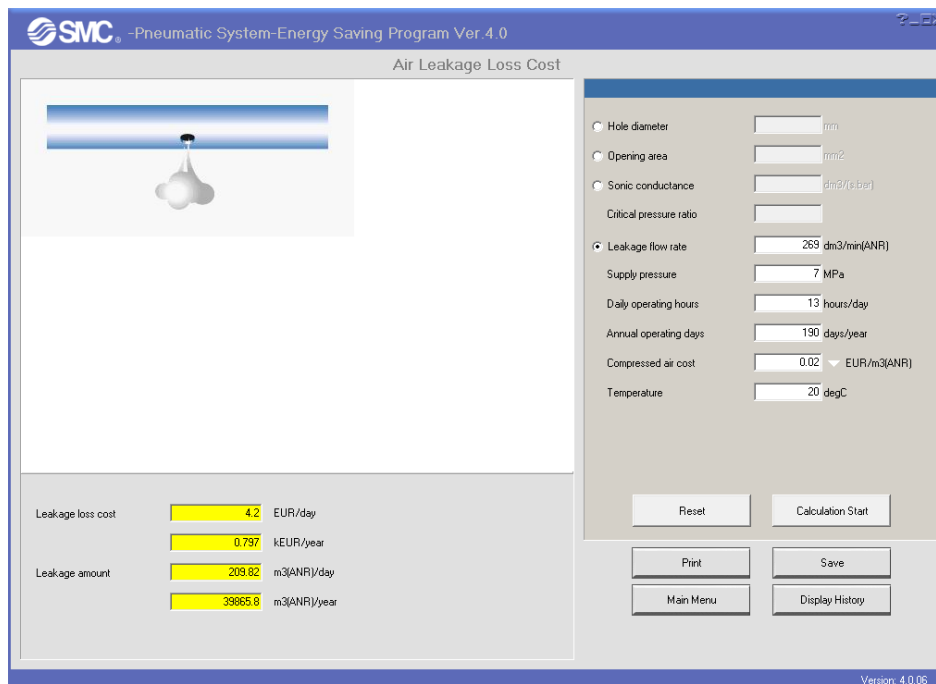 SMC® -Pneumatic System-Energy Saving Program Ver.4.0
Air Leakage Loss Cost
Hole diameter mm
Opening area mm2
Sonic conductance dm3/(s.bar)
Critical pressure ratio
Leakage flow rate 269 dm3/min(ANR)
Supply pressure 7 MPa
Daily operating hours 13 hours/day
Annual operating days 190 days/year
Compressed air cost 0.02 EUR/m3(ANR)
Temperature 20 degC
Reset Calculation Start
Leakage loss cost 4.2 EUR/day
0.797 kEUR/year
Leakage amount 209.82 m3(ANR)/day
39865.8 m3(ANR)/year
Print Save
Main Menu Display History
Version: 4.0.06